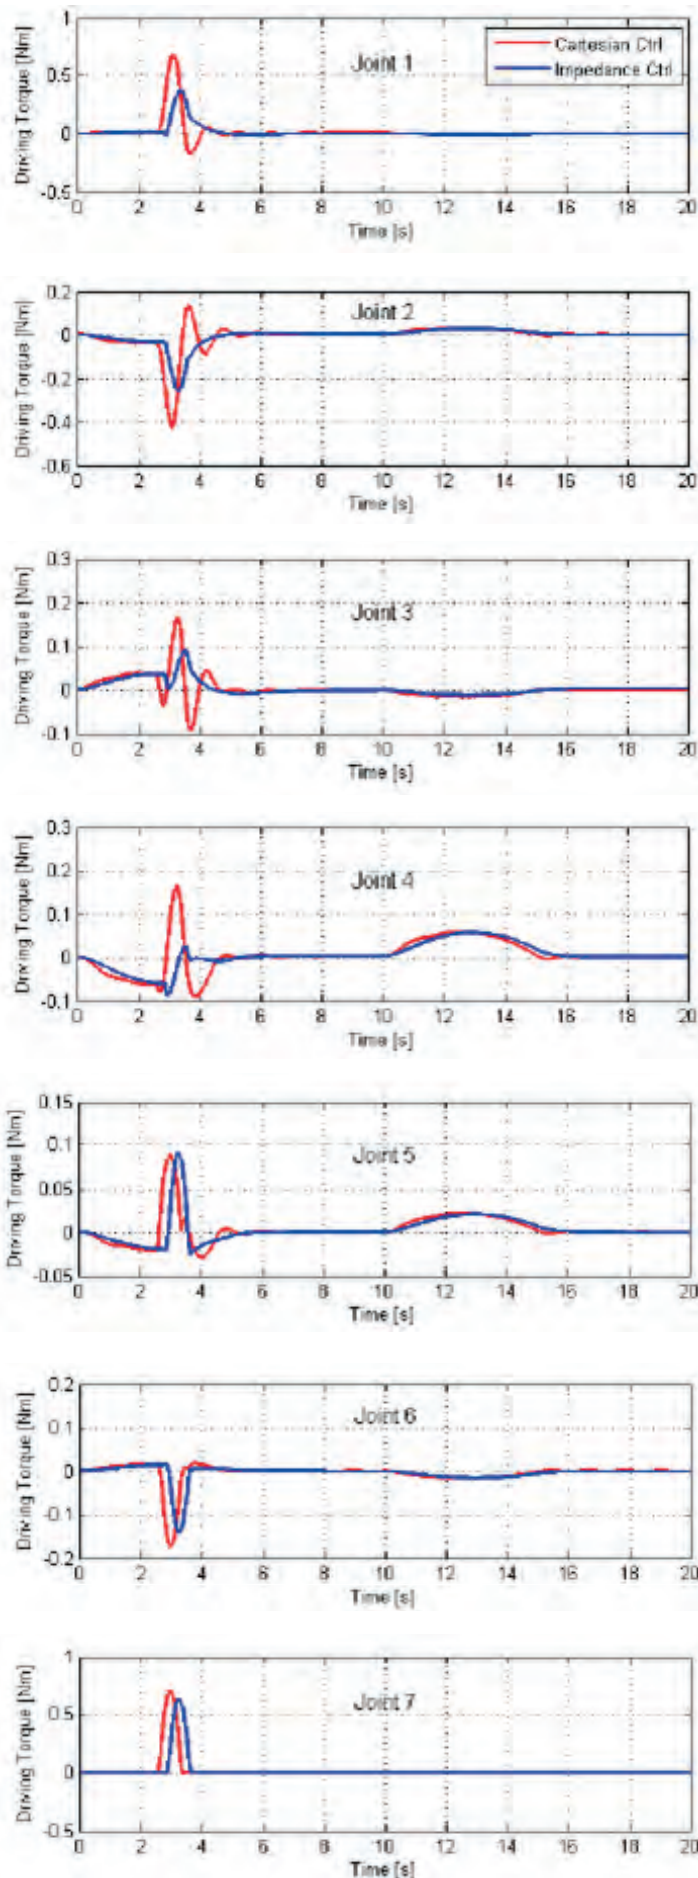 1
Cartesian Ctrl
Impedance Ctrl
Joint 1
0.5
0
-0.5
Driving Torque [Nm]
0 2 4 6 8 10 12 14 16 18 20
Time [s]
0.2
Joint 2
0
-0.2
-0.4
-0.6
Driving Torque [Nm]
0 2 4 6 8 10 12 14 16 18 20
Time [s]
0.3
0.2
Joint 3
0.1
0
-0.1
Driving Torque [Nm]
0 2 4 6 8 10 12 14 16 18 20
Time [s]
0.3
0.2
Joint 4
0.1
0
-0.1
Driving Torque [Nm]
0 2 4 6 8 10 12 14 16 18 20
Time [s]
0.15
0.1
Joint 5
0.05
0
-0.05
Driving Torque [Nm]
0 2 4 6 8 10 12 14 16 18 20
Time [s]
0.2
Joint 6
0.1
0
-0.1
-0.2
Driving Torque [Nm]
0 2 4 6 8 10 12 14 16 18 20
Time [s]
1
Joint 7
0.5
0
-0.5
Driving Torque [Nm]
0 2 4 6 8 10 12 14 16 18 20
Time [s]